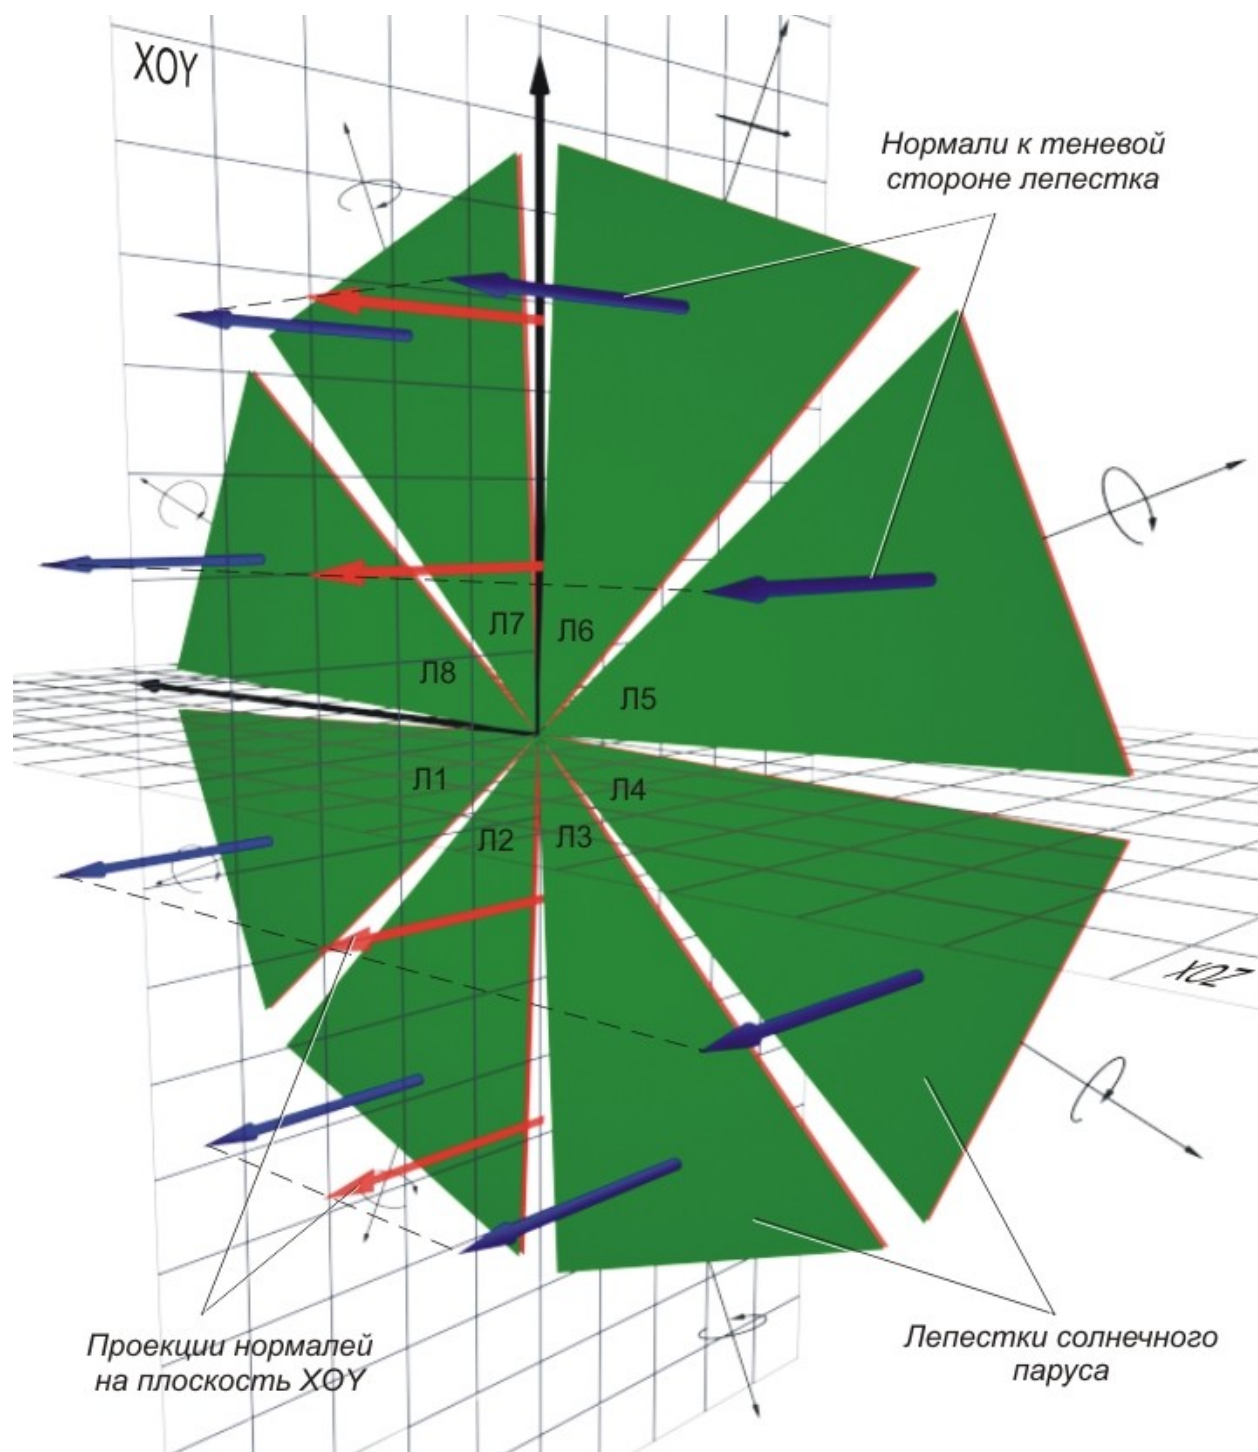 XOY
Нормали к теневой
стороне лепестка
Л7
Л6
Л8
Л5
Л1
Л4
Л2
Л3
XOZ
Проекции нормалей
на плоскость XOY
Лепестки солнечного
паруса